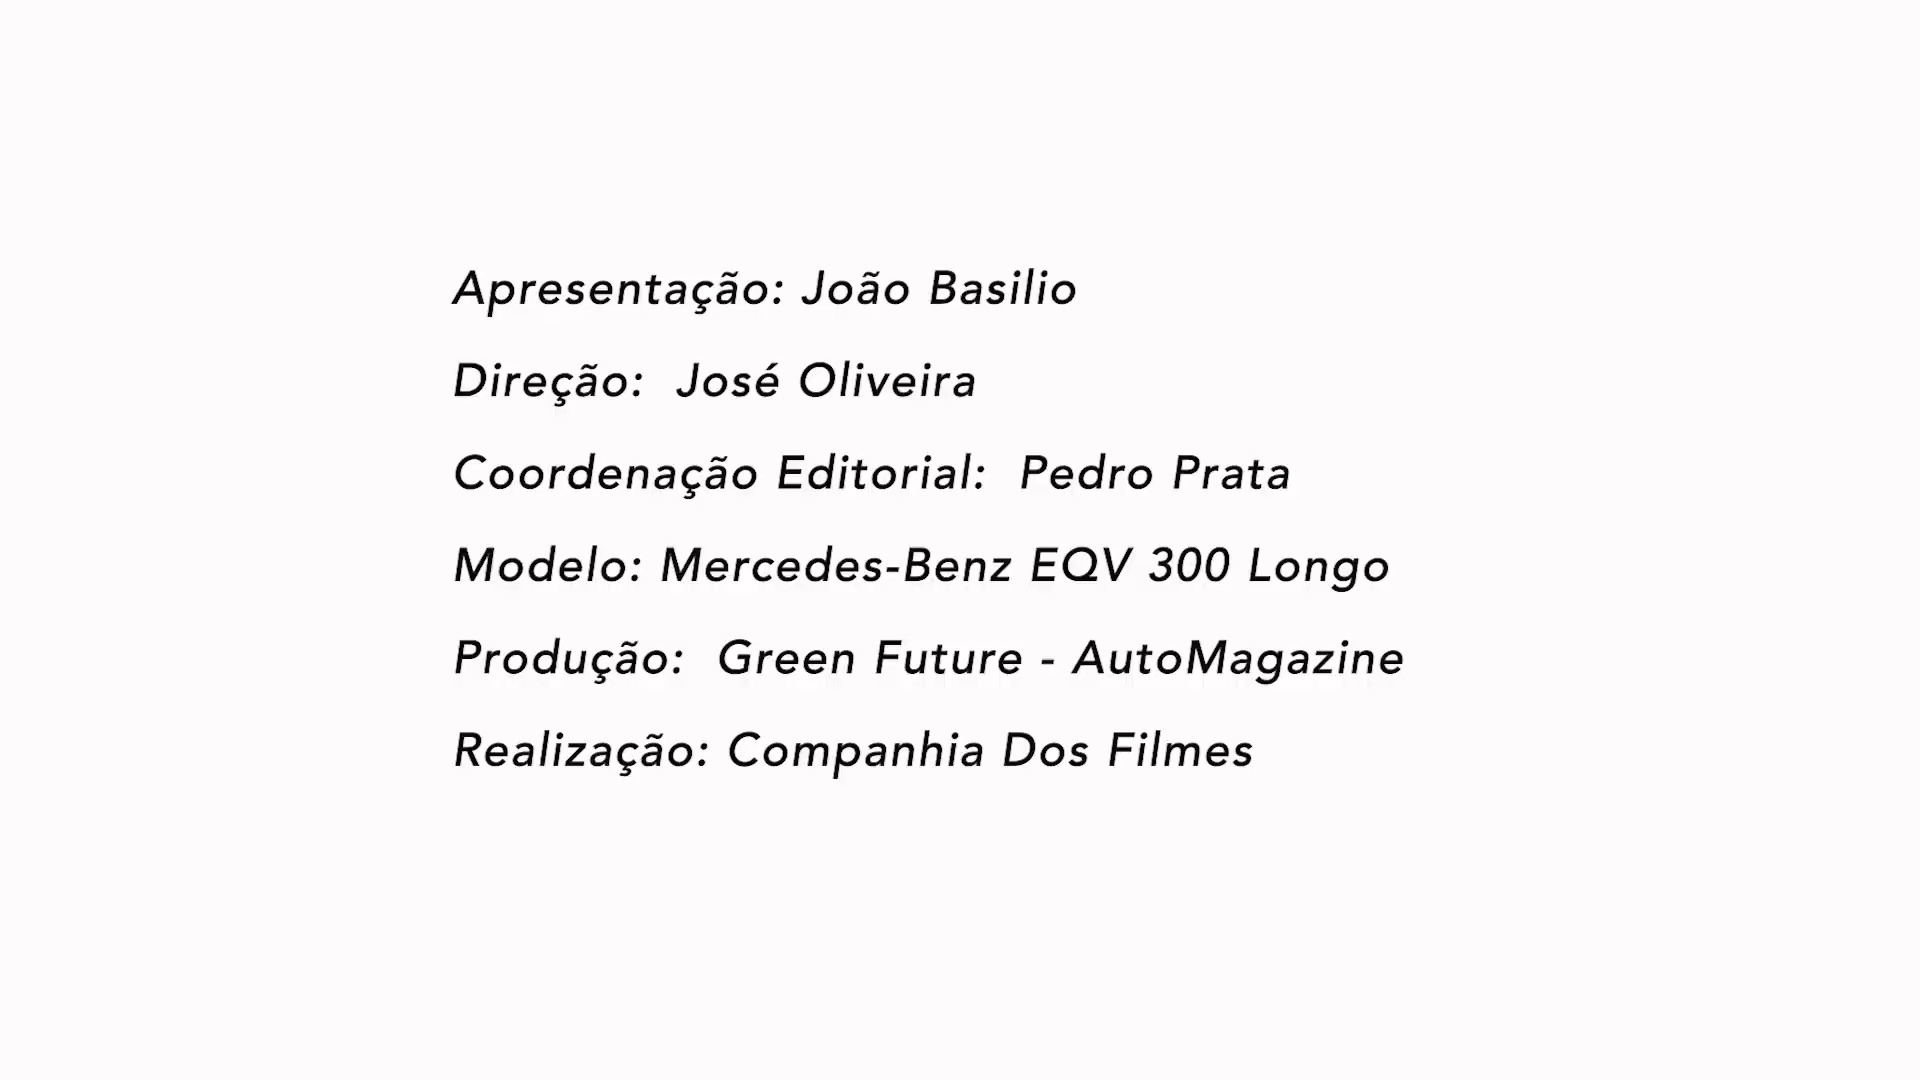 Apresentação: João Basilio
Direção: José Oliveira
Coordenação Editorial: Pedro Prata
Modelo: Mercedes-Benz EQV 300 Longo
Produção: Green Future - AutoMagazine
Realização: Companhia Dos Filmes